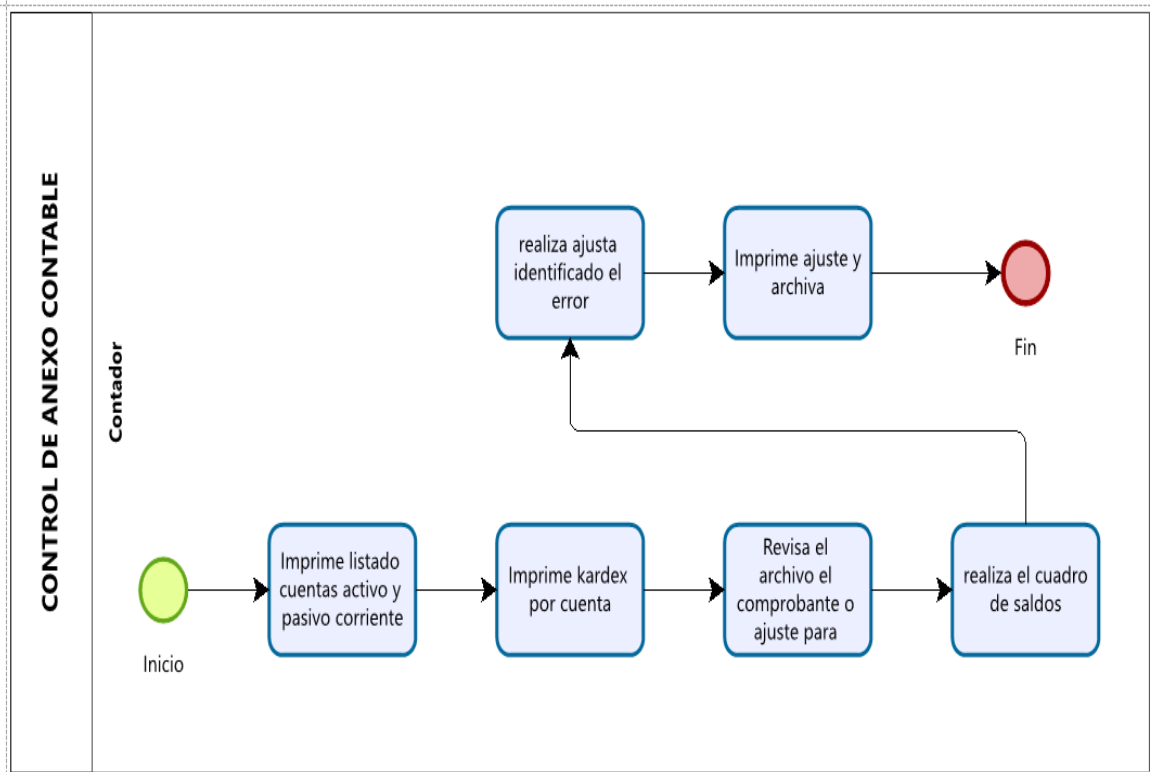 CONTROL DE ANEXO CONTABLE
Contador
Inicio
Imprime listado
cuentas activo y
pasivo corriente
Imprime kardex
por cuenta
Revisa el
archivo el
comprobante o
ajuste para
realiza el cuadro
de saldos
realiza ajusta
identificado el
error
Imprime ajuste y
archiva
Fin